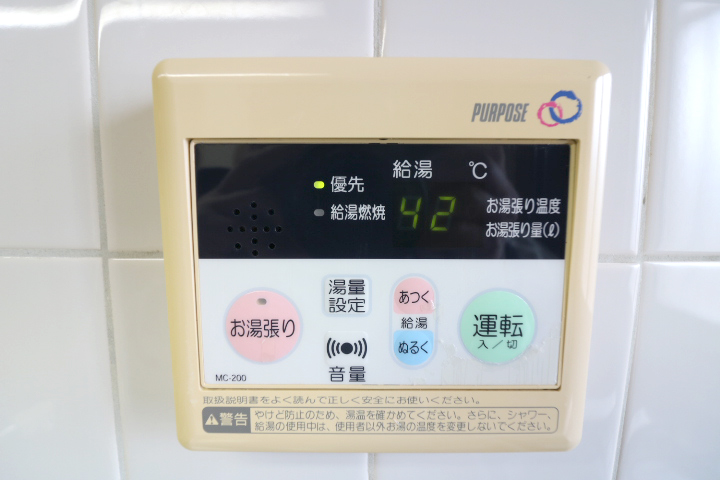 PURPOSE
給湯 ℃
優先
給湯燃焼
42
お湯張り温度
お湯張り量(ℓ)
お湯張り
湯量
設定
音量
あつく
給湯
ぬるく
運転
入/切
MC-200
取扱説明書をよく読んで正しく安全にお使いください。
警告
やけど防止のため、湯温を確かめてください。さらに、シャワー、
給湯の使用中は、使用者以外お湯の温度を変更しないでください。